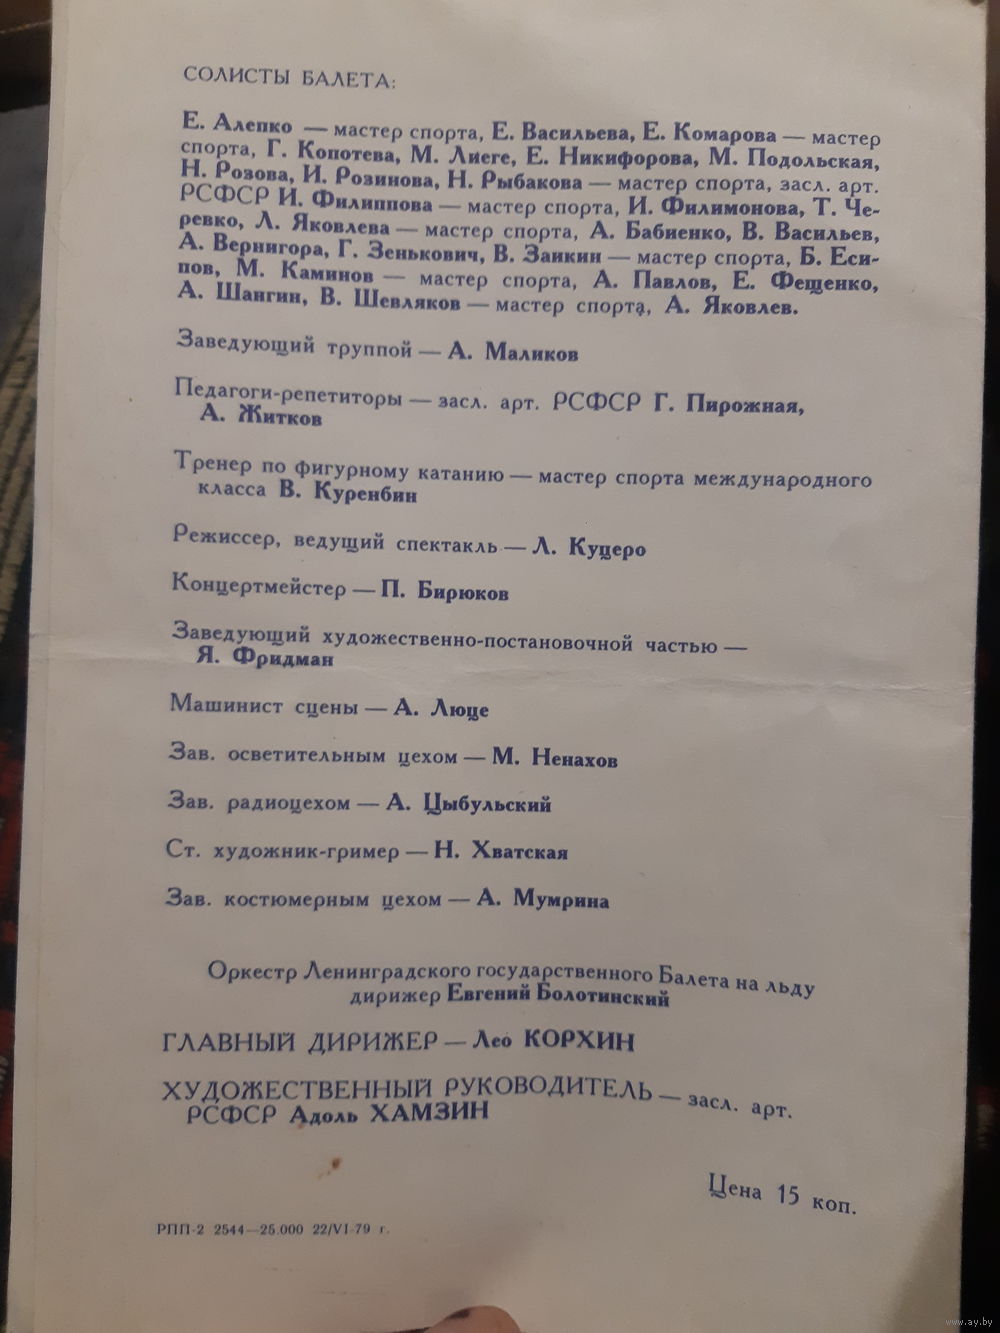 СОЛИСТЫ БАЛЕТА:
Е. Алепко — мастер спорта, Е. Васильева, Е. Комарова — мастер
спорта, Г. Копотева, М. Лиеге, Е. Никифорова, М. Подольская,
Н. Розова, И. Розинова, Н. Рыбакова — мастер спорта, засл. арт.
РСФСР И. Филиппова — мастер спорта, И. Филимонова, Т. Че-
ревко, Л. Яковлева — мастер спорта, А. Бабиенко, В. Васильев,
А. Вернигора, Г. Зенькович, В. Заикин — мастер спорта, Б. Еси-
пов, М. Каминов — мастер спорта, А. Павлов, Е. Фещенко,
А. Шангин, В. Шевляков — мастер спорта, А. Яковлев.
Заведующий труппой — А. Маликов
Педагоги-репетиторы — засл. арт. РСФСР Г. Пирожная,
А. Житков
Тренер по фигурному катанию — мастер спорта международного
класса В. Куренбин
Режиссер, ведущий спектакль — Л. Куцеро
Концертмейстер — П. Бирюков
Заведующий художественно-постановочной частью —
Я. Фридман
Машинист сцены — А. Люце
Зав. осветительным цехом — М. Ненахов
Зав. радиоцехом — А. Цыбульский
Ст. художник-гример — Н. Хватская
Зав. костюмерным цехом — А. Мумрина
Оркестр Ленинградского государственного Балета на льду
дирижер Евгений Болотинский
ГЛАВНЫЙ ДИРИЖЕР — Лео КОРХИН
ХУДОЖЕСТВЕННЫЙ РУКОВОДИТЕЛЬ — засл. арт.
РСФСР Адоль ХАМЗИН
Цена 15 коп.
РПП-2 2544—25.000 22/VI-79 г.
www.ay.by